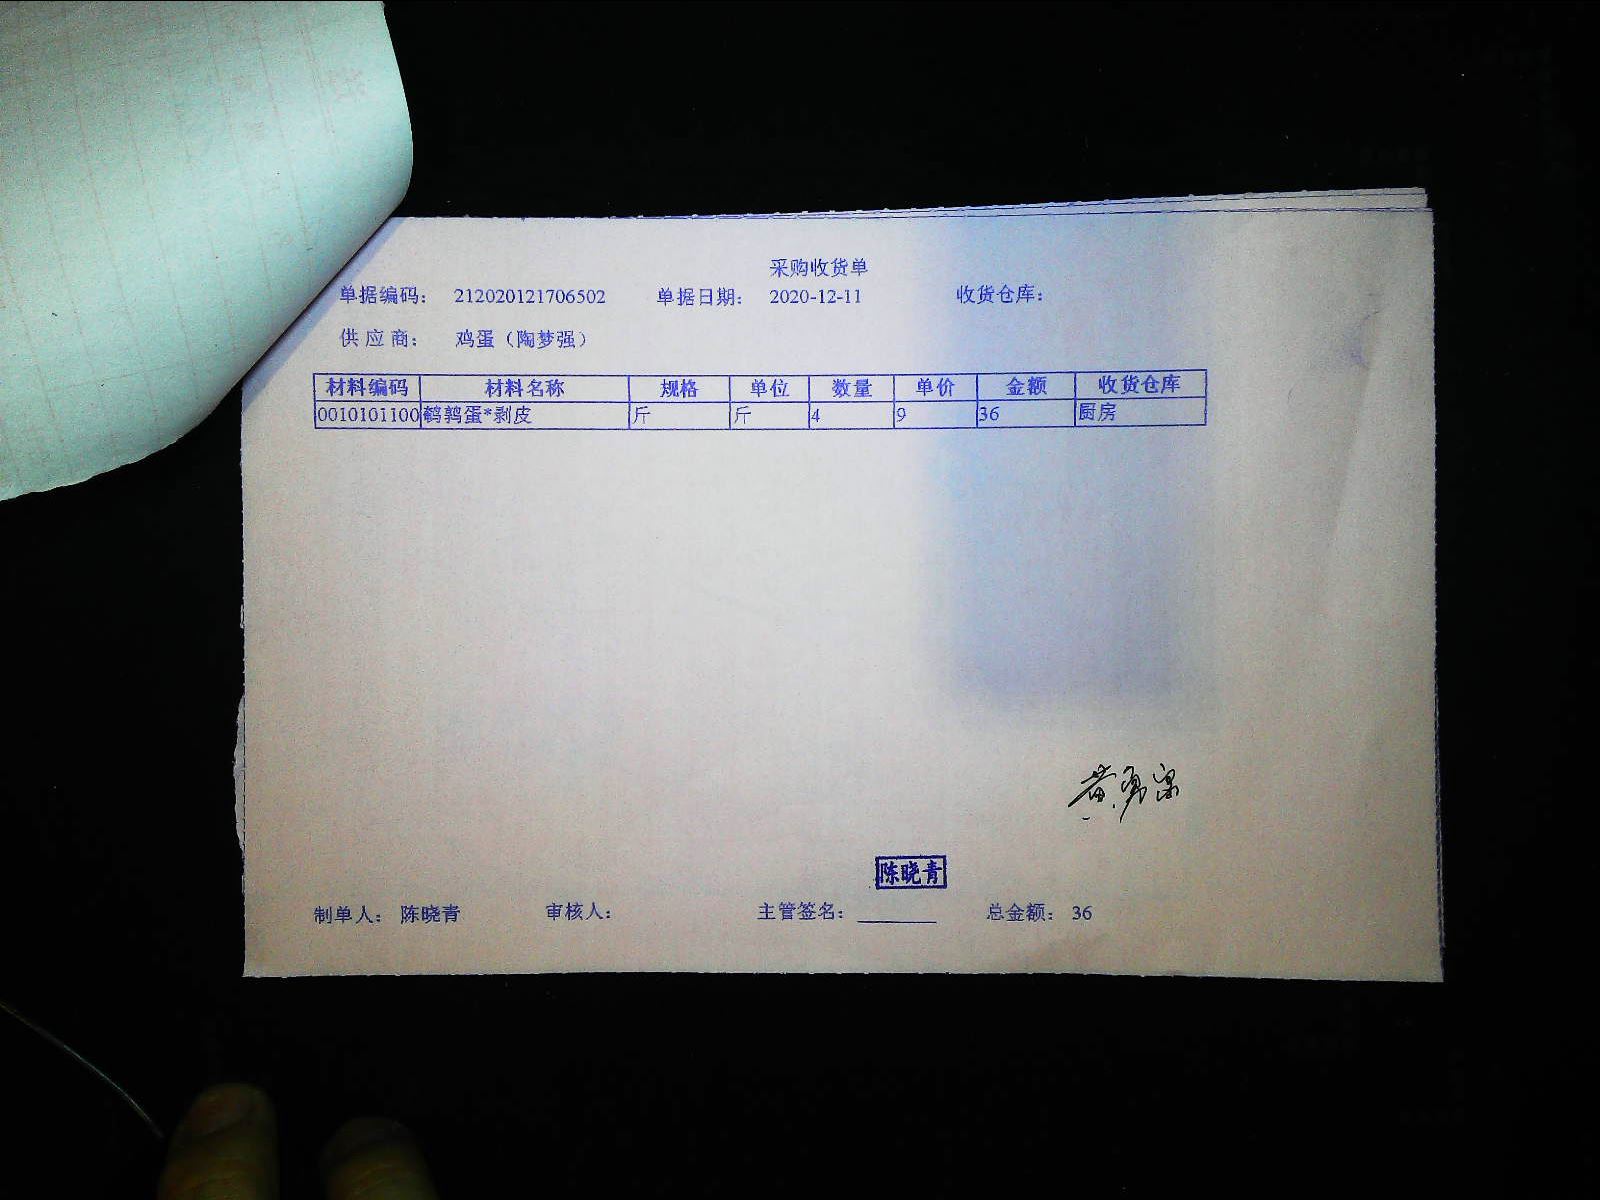 采购收货单
单据编码： 212020121706502 单据日期： 2020-12-11 收货仓库：
供应商： 鸡蛋（陶梦强）
材料编码 材料名称 规格 单位 数量 单价 金额 收货仓库
0010101100 鹌鹑蛋*剥皮 斤 斤 4 9 36 厨房
陈晓青
制单人： 陈晓青 审核人： 主管签名： 总金额： 36